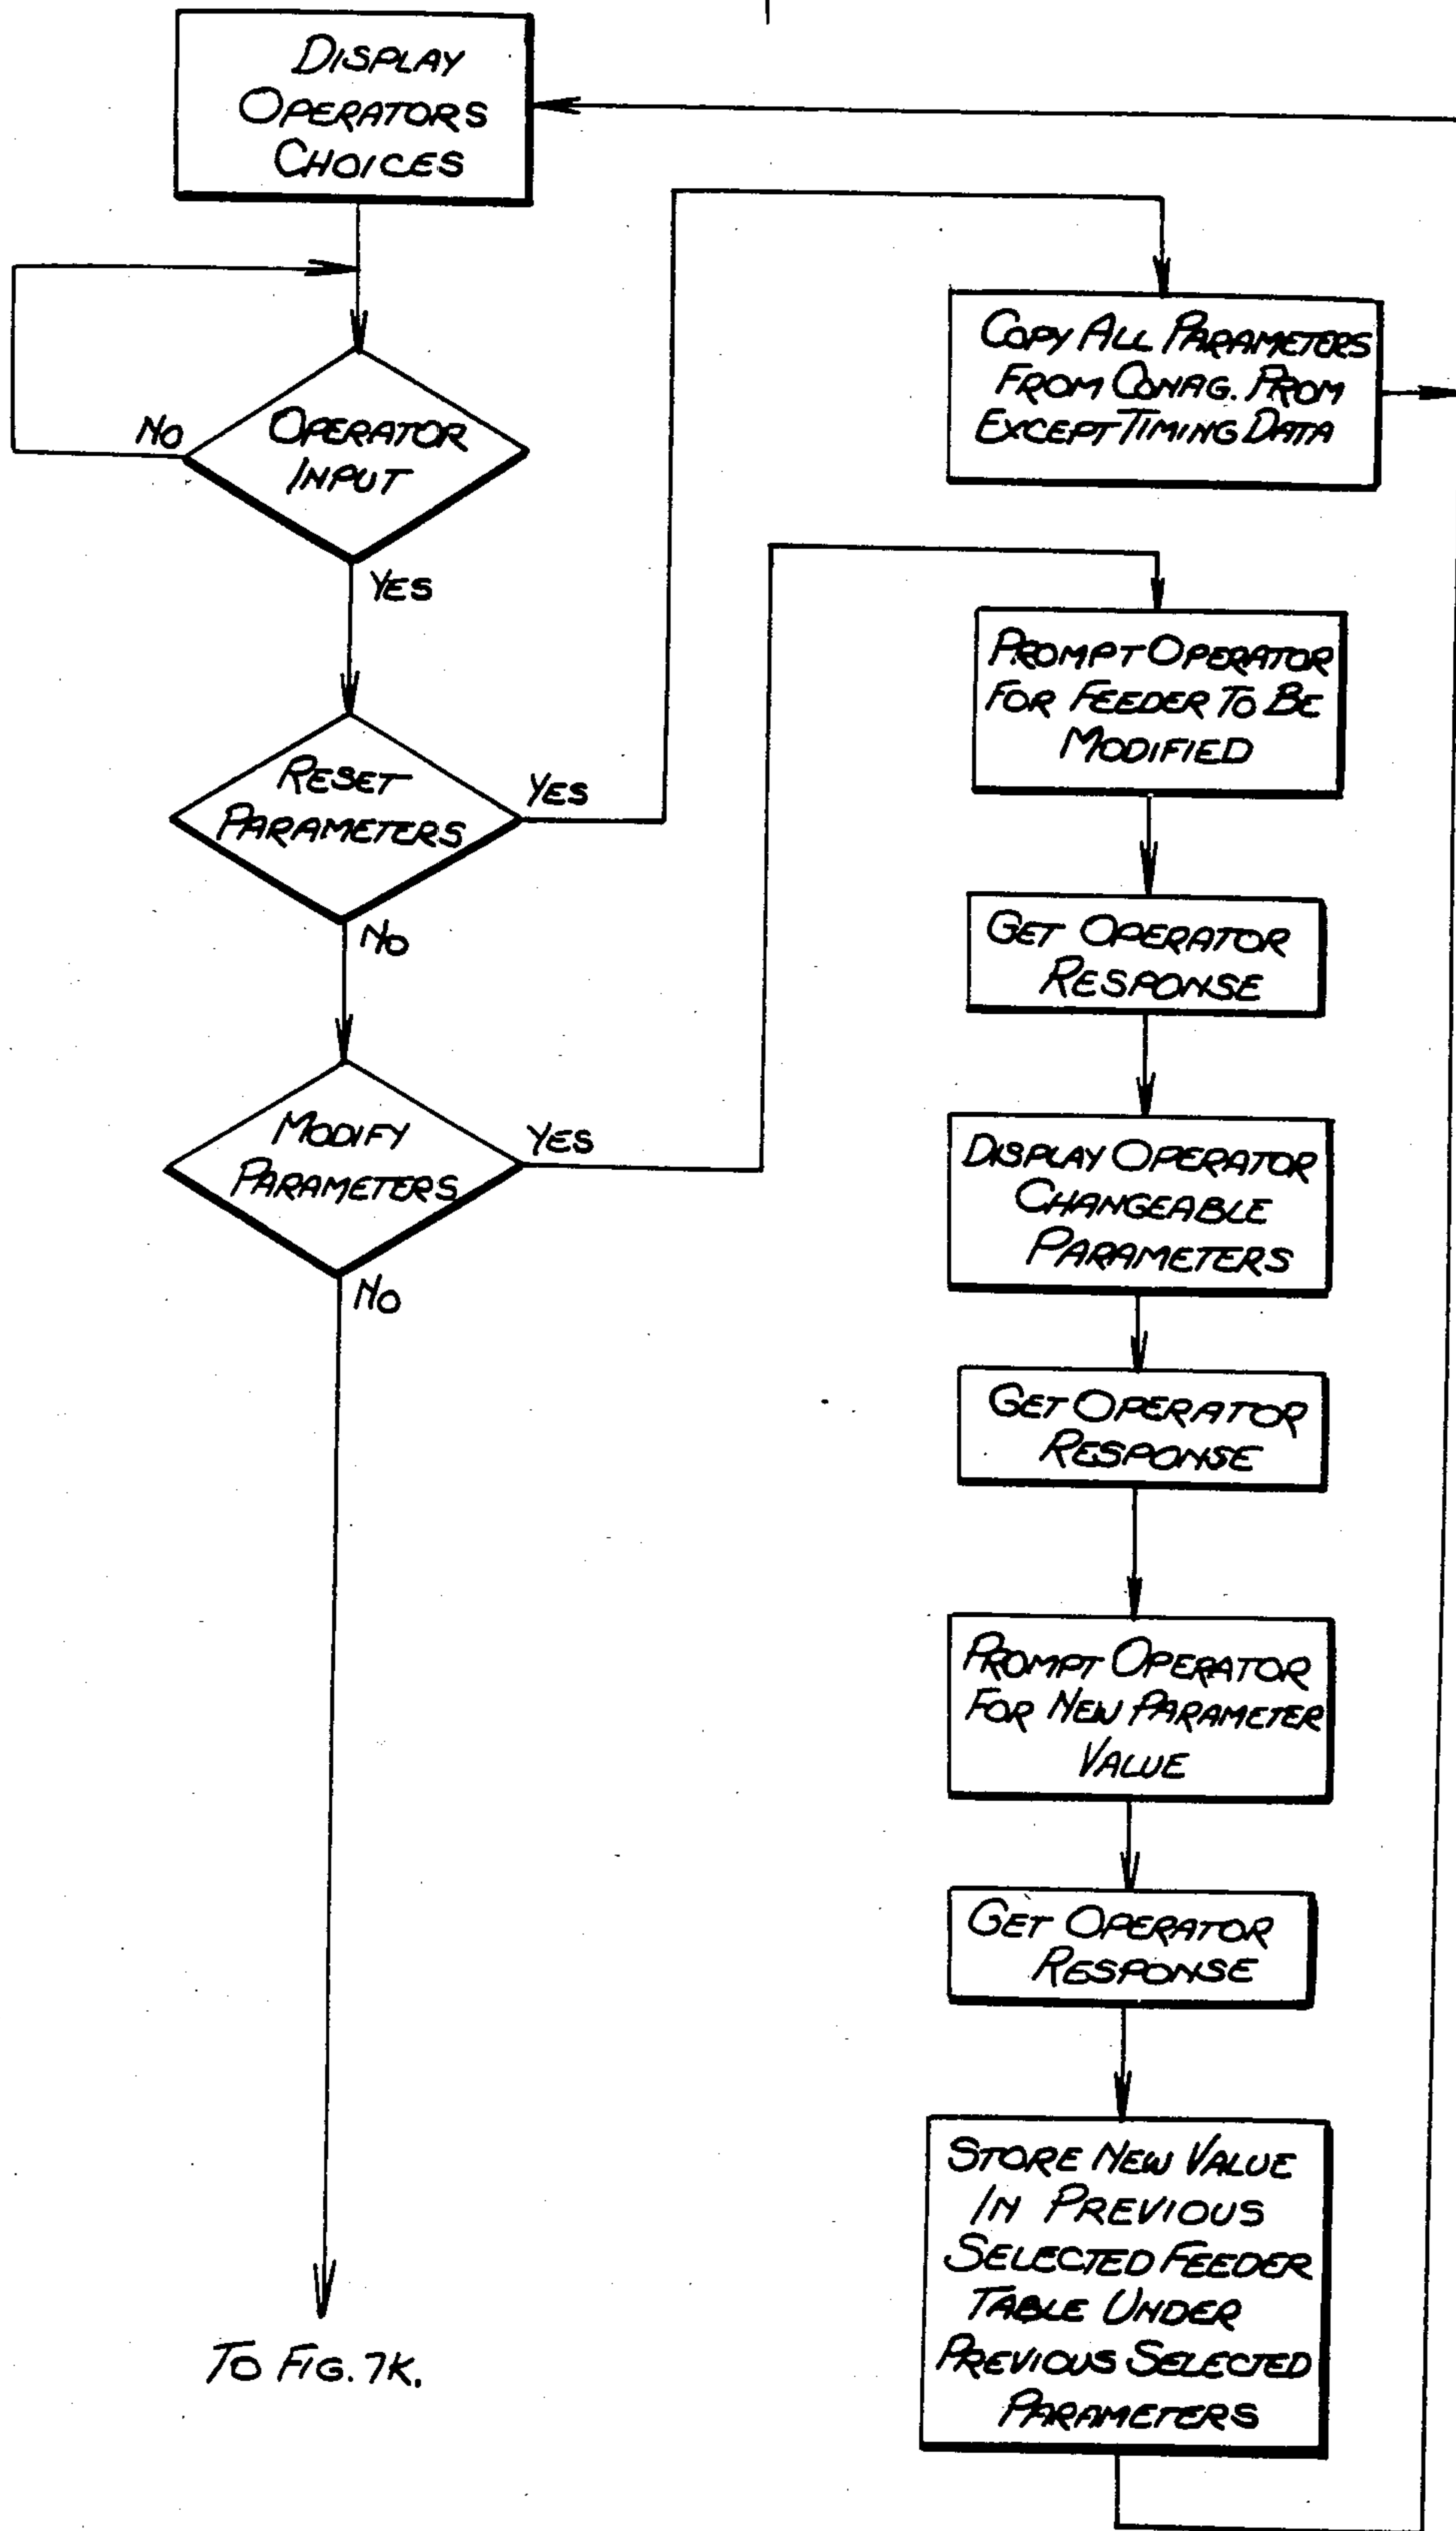 DISPLAY
OPERATORS
CHOICES
OPERATOR
INPUT
NO
YES
RESET
PARAMETERS
YES
NO
MODIFY
PARAMETERS
YES
NO
TO FIG. 7K.
COPY ALL PARAMETERS
FROM CONAG. PROM
EXCEPT TIMING DATA
PROMPT OPERATOR
FOR FEEDER TO BE
MODIFIED
GET OPERATOR
RESPONSE
DISPLAY OPERATOR
CHANGEABLE
PARAMETERS
GET OPERATOR
RESPONSE
PROMPT OPERATOR
FOR NEW PARAMETER
VALUE
GET OPERATOR
RESPONSE
STORE NEW VALUE
IN PREVIOUS
SELECTED FEEDER
TABLE UNDER
PREVIOUS SELECTED
PARAMETERS